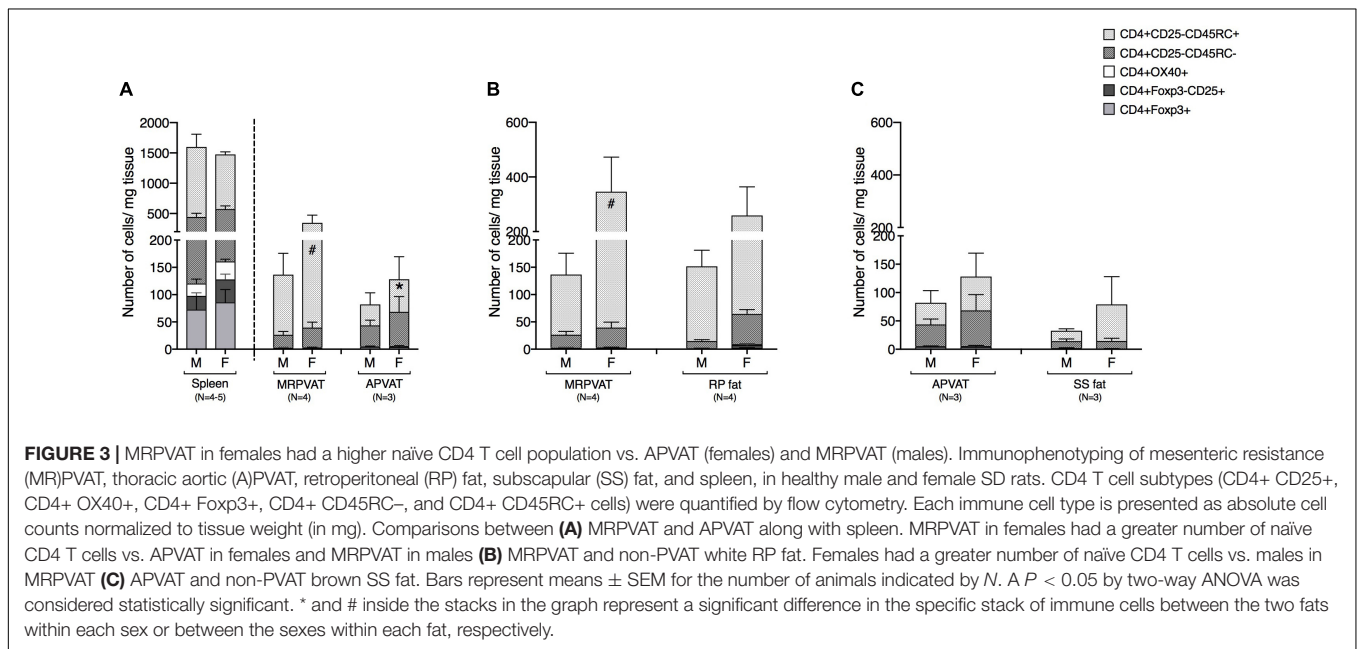 CD4+CD25-CD45RC+
CD4+CD25-CD45RC-
CD4+OX40+
CD4+Foxp3-CD25+
CD4+Foxp3+
A
Number of cells/ mg tissue
2000
1500
1000
500
200
200
150
100
50
0
M F M F M F
Spleen MRPVAT APVAT
(N=4-5) (N=4) (N=3)
#
*
B
Number of cells/ mg tissue
600
400
200
200
150
100
50
0
M F M F
MRPVAT RP fat
(N=4) (N=4)
#
C
Number of cells/ mg tissue
600
400
200
200
150
100
50
0
M F M F
APVAT SS fat
(N=3) (N=3)
FIGURE 3 | MRPVAT in females had a higher naïve CD4 T cell population vs. APVAT (females) and MRPVAT (males). Immunophenotyping of mesenteric resistance
(MR)PVAT, thoracic aortic (A)PVAT, retroperitoneal (RP) fat, subscapular (SS) fat, and spleen, in healthy male and female SD rats. CD4 T cell subtypes (CD4+ CD25+,
CD4+ OX40+, CD4+ Foxp3+, CD4+ CD45RC–, and CD4+ CD45RC+ cells) were quantified by flow cytometry. Each immune cell type is presented as absolute cell
counts normalized to tissue weight (in mg). Comparisons between (A) MRPVAT and APVAT along with spleen. MRPVAT in females had a greater number of naïve
CD4 T cells vs. APVAT in females and MRPVAT in males (B) MRPVAT and non-PVAT white RP fat. Females had a greater number of naïve CD4 T cells vs. males in
MRPVAT (C) APVAT and non-PVAT brown SS fat. Bars represent means ± SEM for the number of animals indicated by N. A P < 0.05 by two-way ANOVA was
considered statistically significant. * and # inside the stacks in the graph represent a significant difference in the specific stack of immune cells between the two fats
within each sex or between the sexes within each fat, respectively.